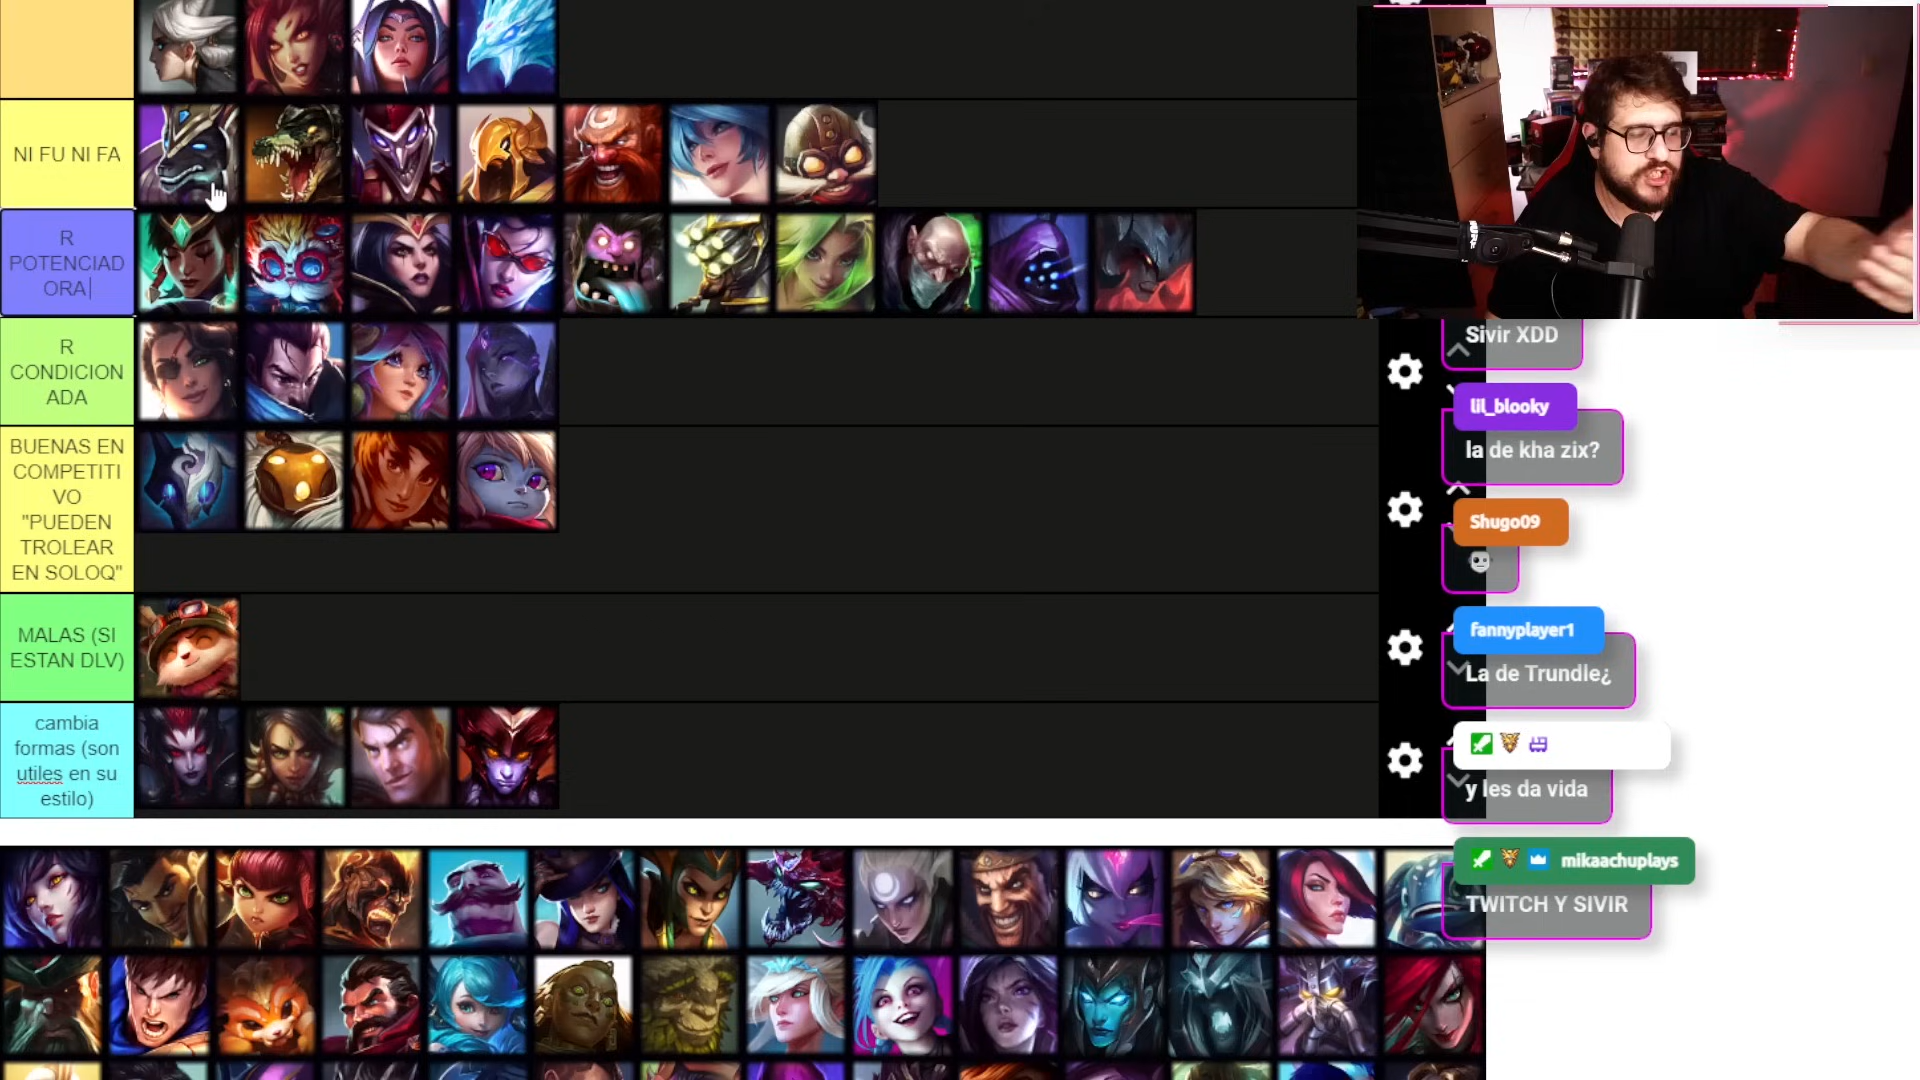 NI FU NI FA
R
POTENCIAD
ORA
R
CONDICION
ADA
BUENAS EN
COMPETITI
VO
"PUEDEN
TROLEAR
EN SOLOQ"
MALAS (SI
ESTAN DLV)
cambia
formas (son
utiles en su
estilo)
Sivir XDD
lil_blooky
la de kha zix?
Shugo09
fannyplayer1
La de Trundle¿
y les da vida
mikaachuplays
TWITCH Y SIVIR